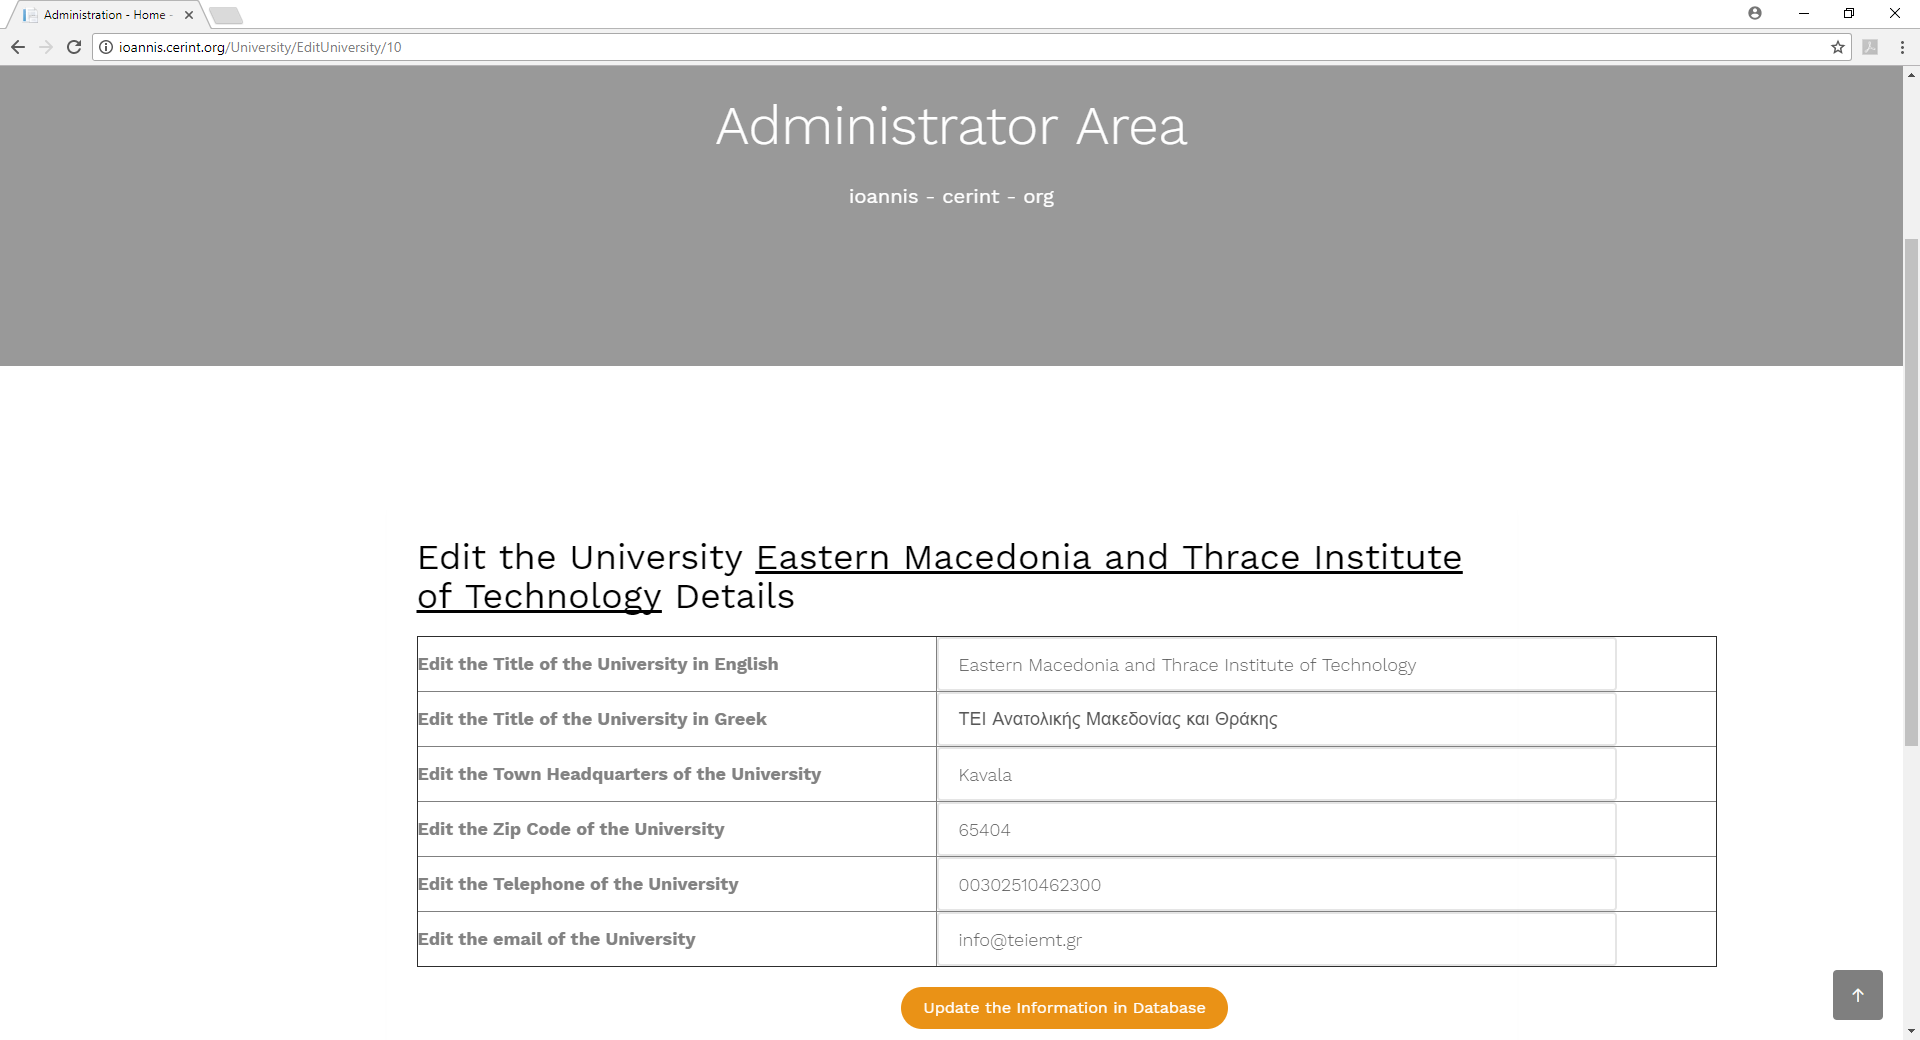 Administration - Home -
ioannis.cerint.org/University/EditUniversity/10
Administrator Area
ioannis - cerint - org
Edit the University Eastern Macedonia and Thrace Institute
of Technology Details
Edit the Title of the University in English
Eastern Macedonia and Thrace Institute of Technology
Edit the Title of the University in Greek
ΤΕΙ Ανατολικής Μακεδονίας και Θράκης
Edit the Town Headquarters of the University
Kavala
Edit the Zip Code of the University
65404
Edit the Telephone of the University
00302510462300
Edit the email of the University
info@teiemt.gr
Update the Information in Database